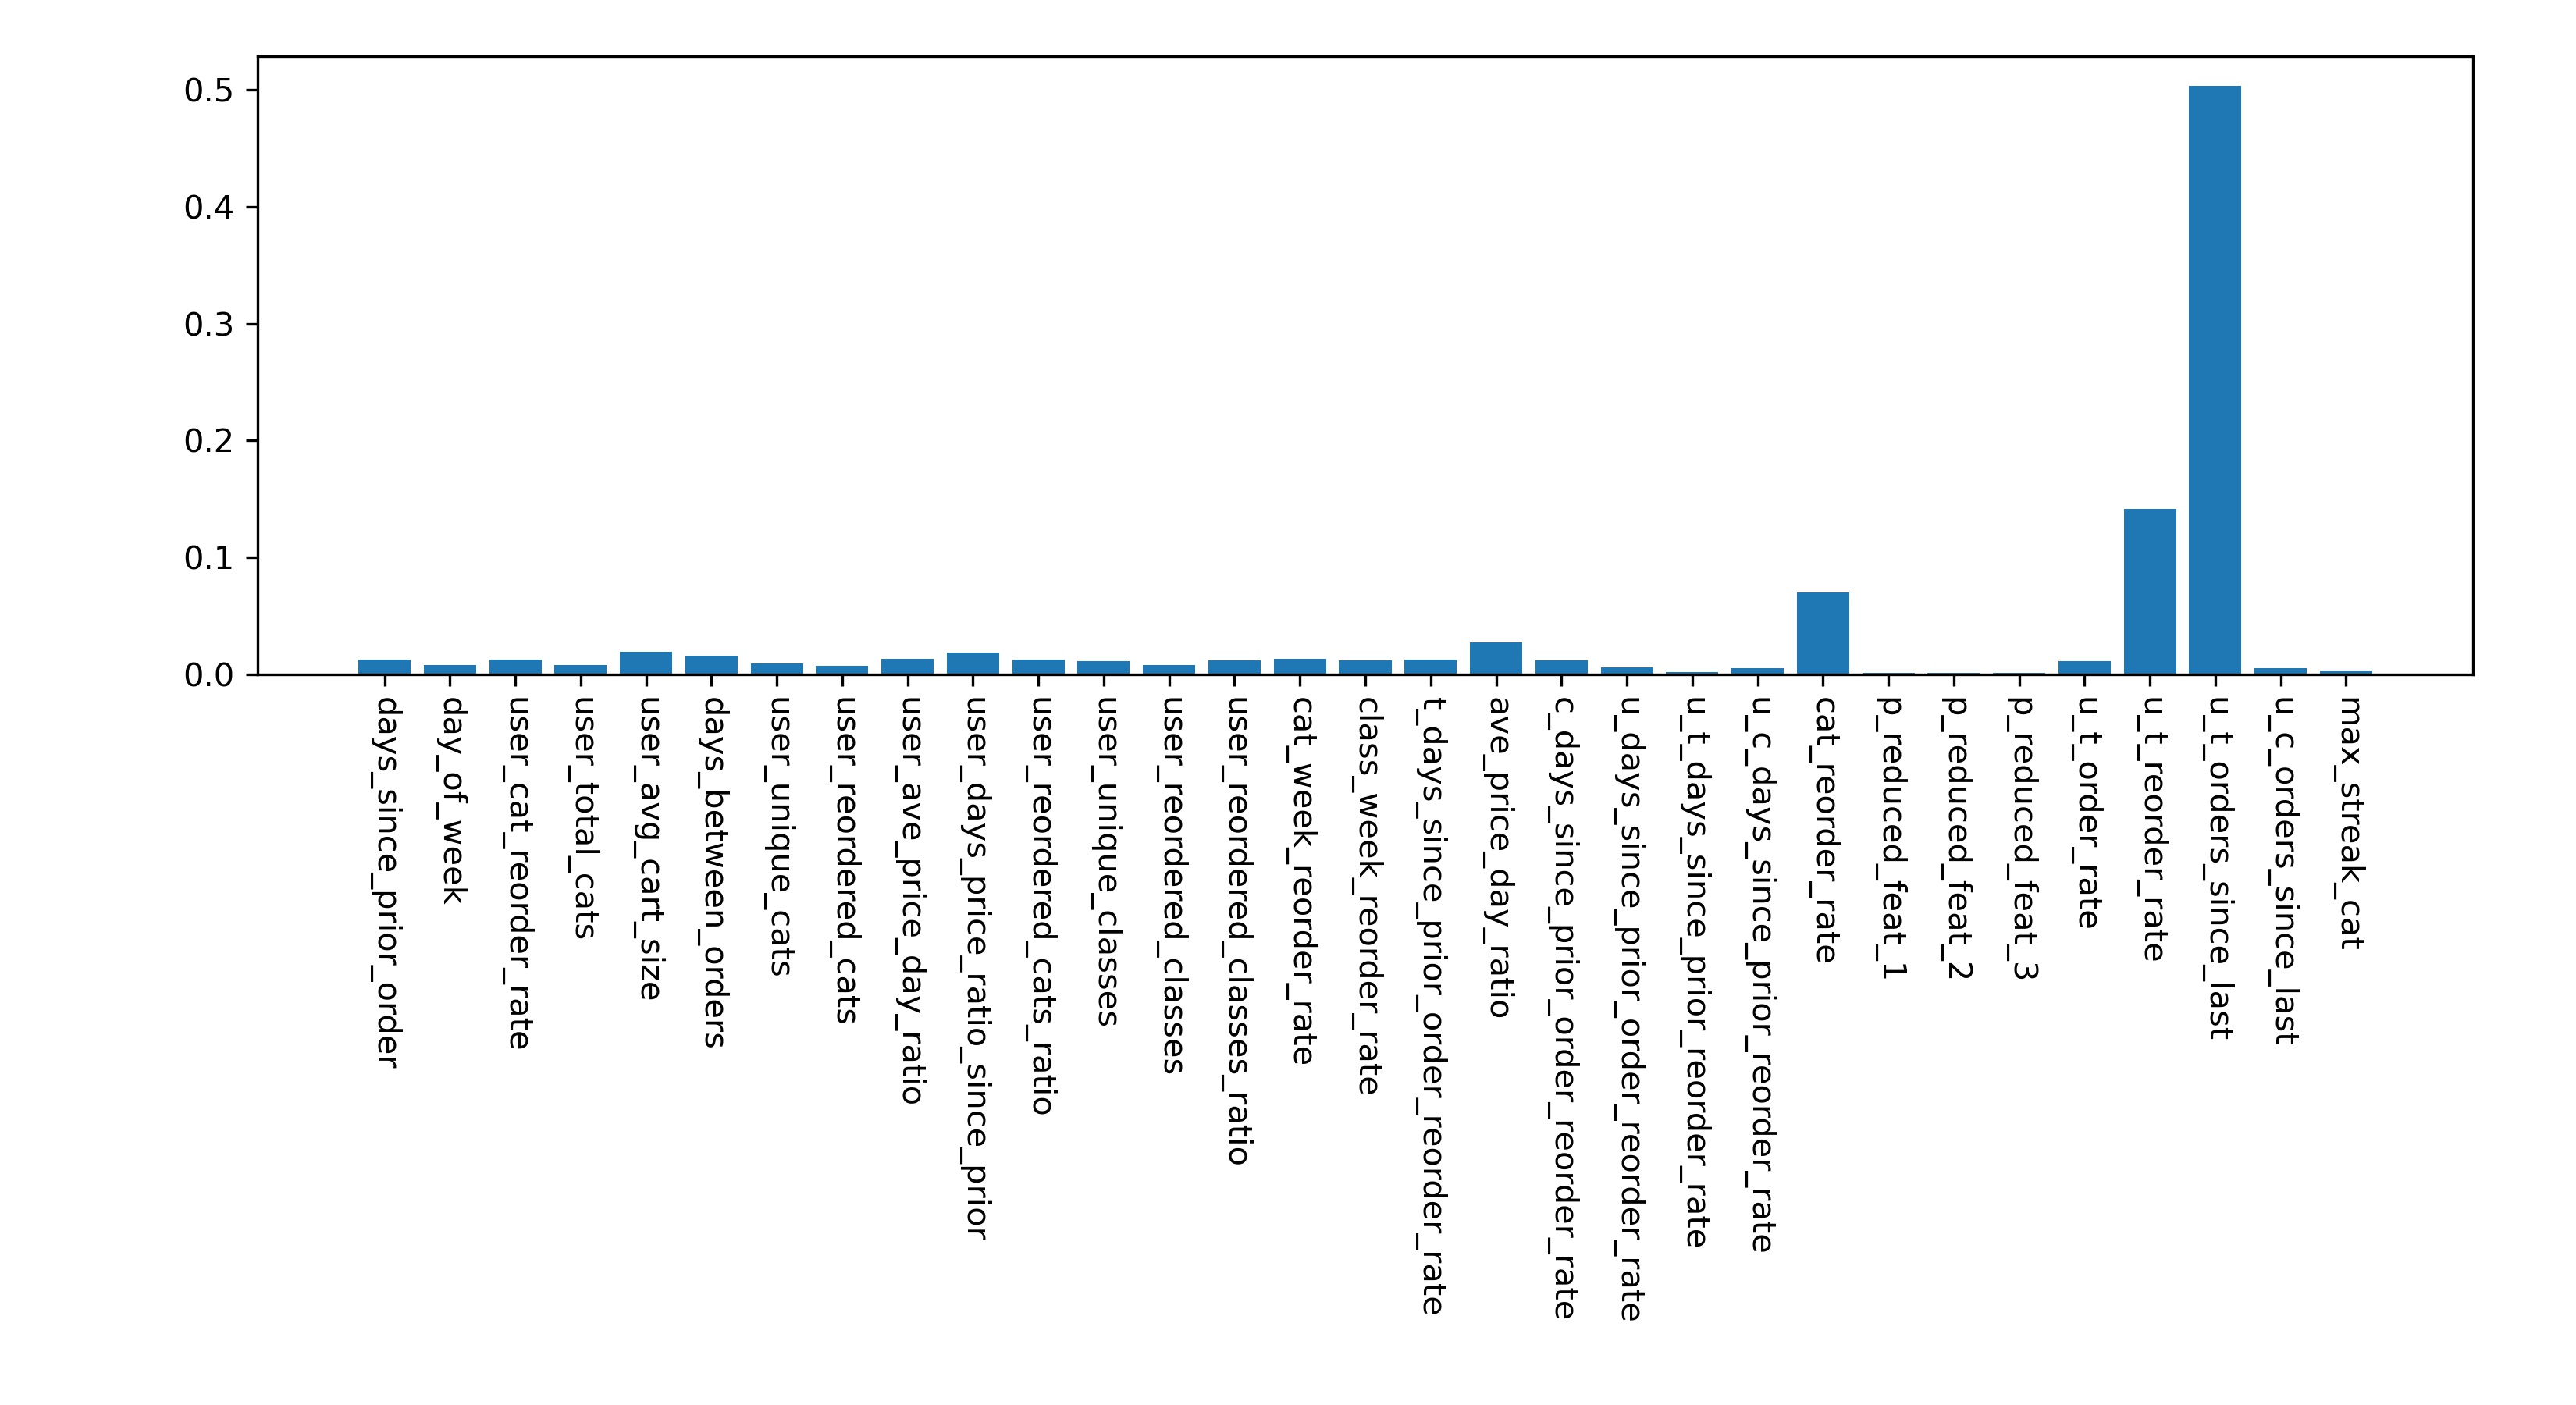 0.5
0.4
0.3
0.2
0.1
0.0
days_since_prior_order
day_of_week
user_cat_reorder_rate
user_total_cats
user_avg_cart_size
days_between_orders
user_unique_cats
user_reordered_cats
user_ave_price_day_ratio
user_days_price_ratio_since_prior
user_reordered_cats_ratio
user_unique_classes
user_reordered_classes
user_reordered_classes_ratio
cat_week_reorder_rate
class_week_reorder_rate
t_days_since_prior_order_reorder_rate
ave_price_day_ratio
c_days_since_prior_order_reorder_rate
u_days_since_prior_order_reorder_rate
u_t_days_since_prior_reorder_rate
u_c_days_since_prior_reorder_rate
cat_reorder_rate
p_reduced_feat_1
p_reduced_feat_2
p_reduced_feat_3
u_t_order_rate
u_t_reorder_rate
u_t_orders_since_last
u_c_orders_since_last
max_streak_cat